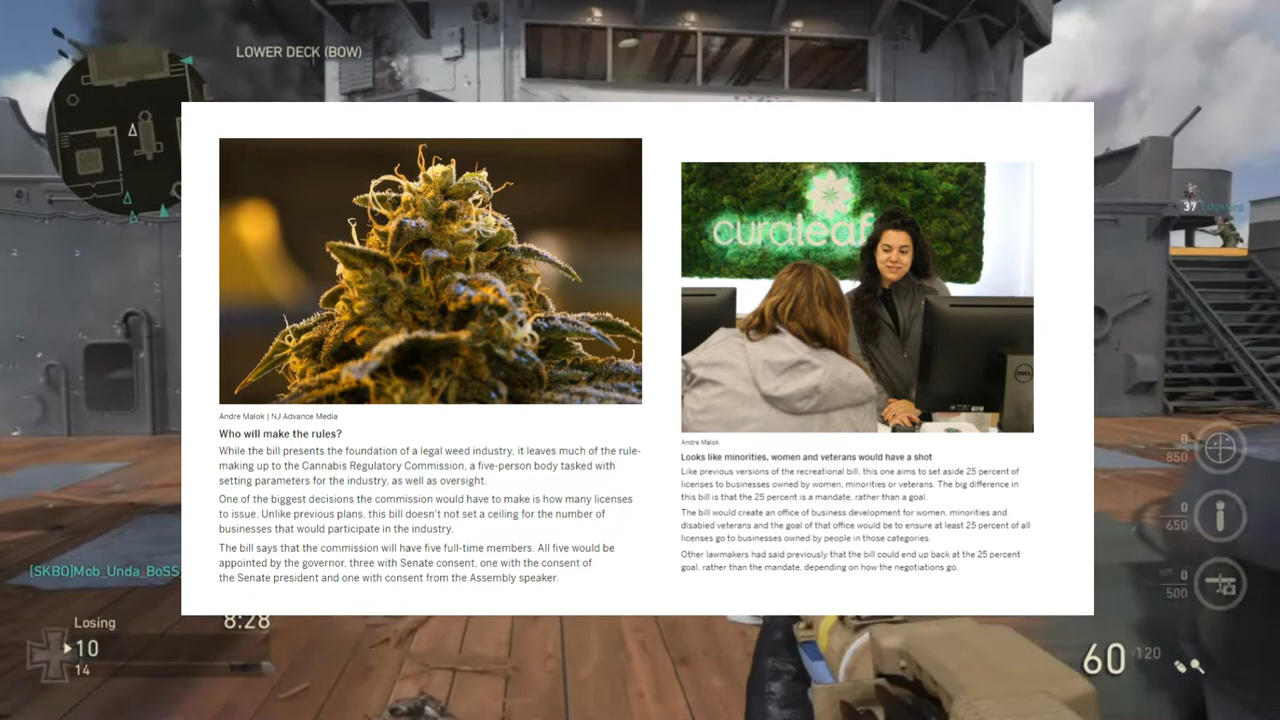 LOWER DECK (BOW)
37
curaleaf
DELL
Andre Malok | NJ Advance Media
Who will make the rules?
While the bill presents the foundation of a legal weed industry, it leaves much of the rule-
making up to the Cannabis Regulatory Commission, a five-person body tasked with
setting parameters for the industry, as well as oversight.
One of the biggest decisions the commission would have to make is how many licenses
to issue. Unlike previous plans, this bill doesn't not set a ceiling for the number of
businesses that would participate in the industry.
The bill says that the commission will have five full-time members. All five would be
appointed by the governor, three with Senate consent, one with the consent of
the Senate president and one with consent from the Assembly speaker.
Andre Malok
Looks like minorities, women and veterans would have a shot
Like previous versions of the recreational bill, this one aims to set aside 25 percent of
licenses to businesses owned by women, minorities or veterans. The big difference in
this bill is that the 25 percent is a mandate, rather than a goal.
The bill would create an office of business development for women, minorities and
disabled veterans and the goal of that office would be to ensure at least 25 percent of all
licenses go to businesses owned by people in those categories.
Other lawmakers had said previously that the bill could end up back at the 25 percent
goal, rather than the mandate, depending on how the negotiations go.
0
850
0
650
0
500
[SKBO]Mob_Unda_BoSS
Losing
8:28
10
14
60
120